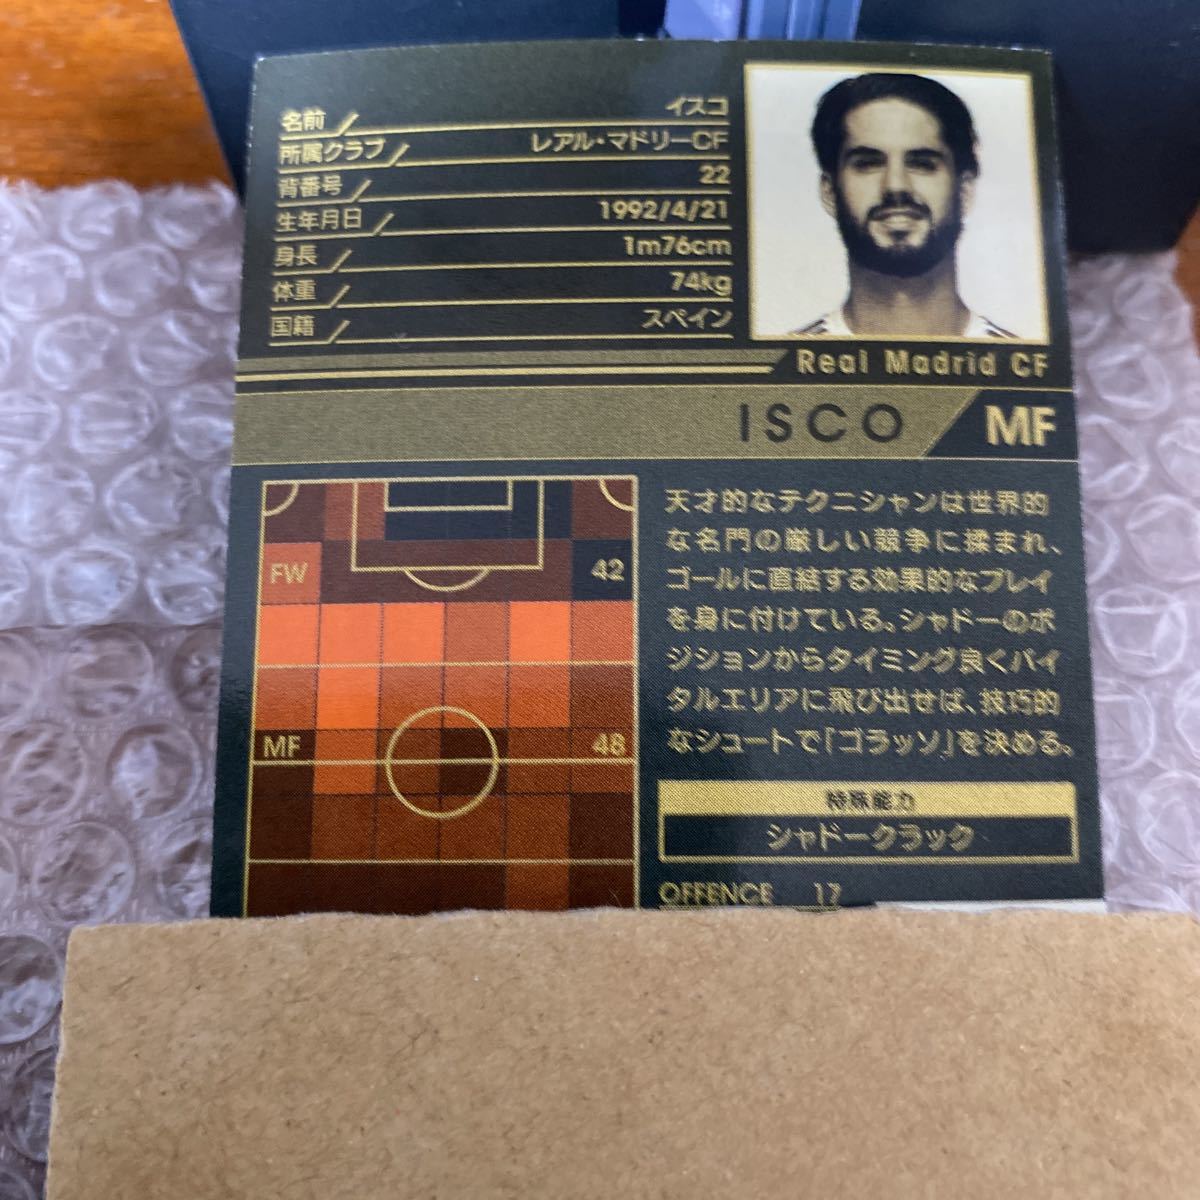 名前 イスコ
所属クラブ レアル・マドリーCF
背番号 22
生年月日 1992/4/21
身長 1m76cm
体重 74kg
国籍 スペイン
Real Madrid CF
ISCO MF
FW 42
MF 48
天才的なテクニシャンは世界的
な名門の厳しい競争に揉まれ、
ゴールに直結する効果的なプレイ
を身に付けている。シャドーのポ
ジションからタイミング良くバイ
タルエリアに飛び出せば、技巧的
なシュートで「ゴラッソ」を決める。
特殊能力
シャドークラック
OFFENCE 17